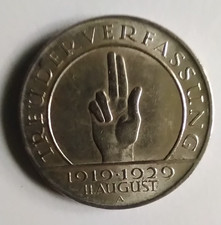 TREU DER VERFASSUNG
1919·1929
11. AUGUST
A